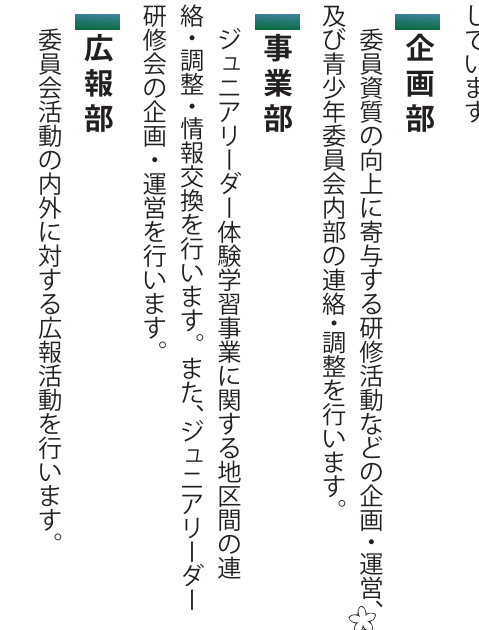 しています
企画部
委員資質の向上に寄与する研修活動などの企画・運営、
及び青少年委員会内部の連絡・調整を行います。
事業部
ジュニアリーダー体験学習事業に関する地区間の連
絡・調整・情報交換を行います。また、ジュニアリーダー
研修会の企画・運営を行います。
広報部
委員会活動の内外に対する広報活動を行います。